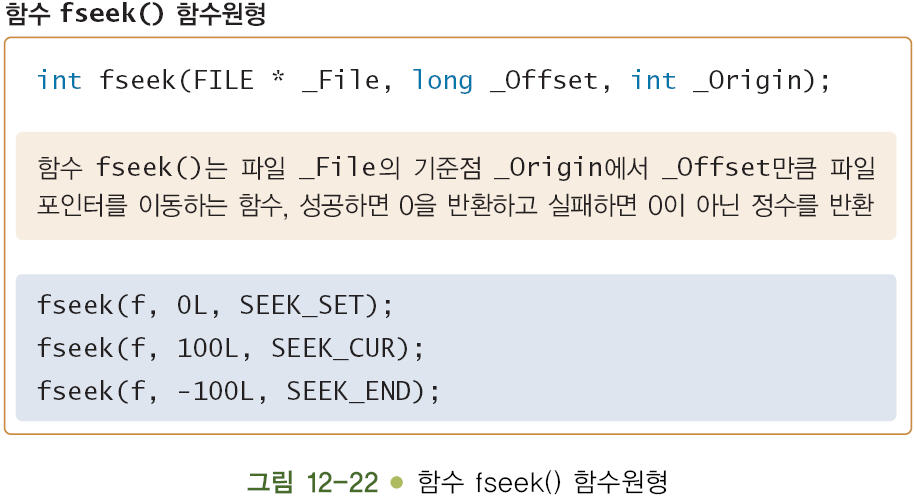 함수 fseek() 함수원형
int fseek(FILE * _File, long _Offset, int _Origin);
함수 fseek()는 파일 _File의 기준점 _Origin에서 _Offset만큼 파일
포인터를 이동하는 함수, 성공하면 0을 반환하고 실패하면 0이 아닌 정수를 반환
fseek(f, 0L, SEEK_SET);
fseek(f, 100L, SEEK_CUR);
fseek(f, -100L, SEEK_END);
그림 12-22 ● 함수 fseek() 함수원형